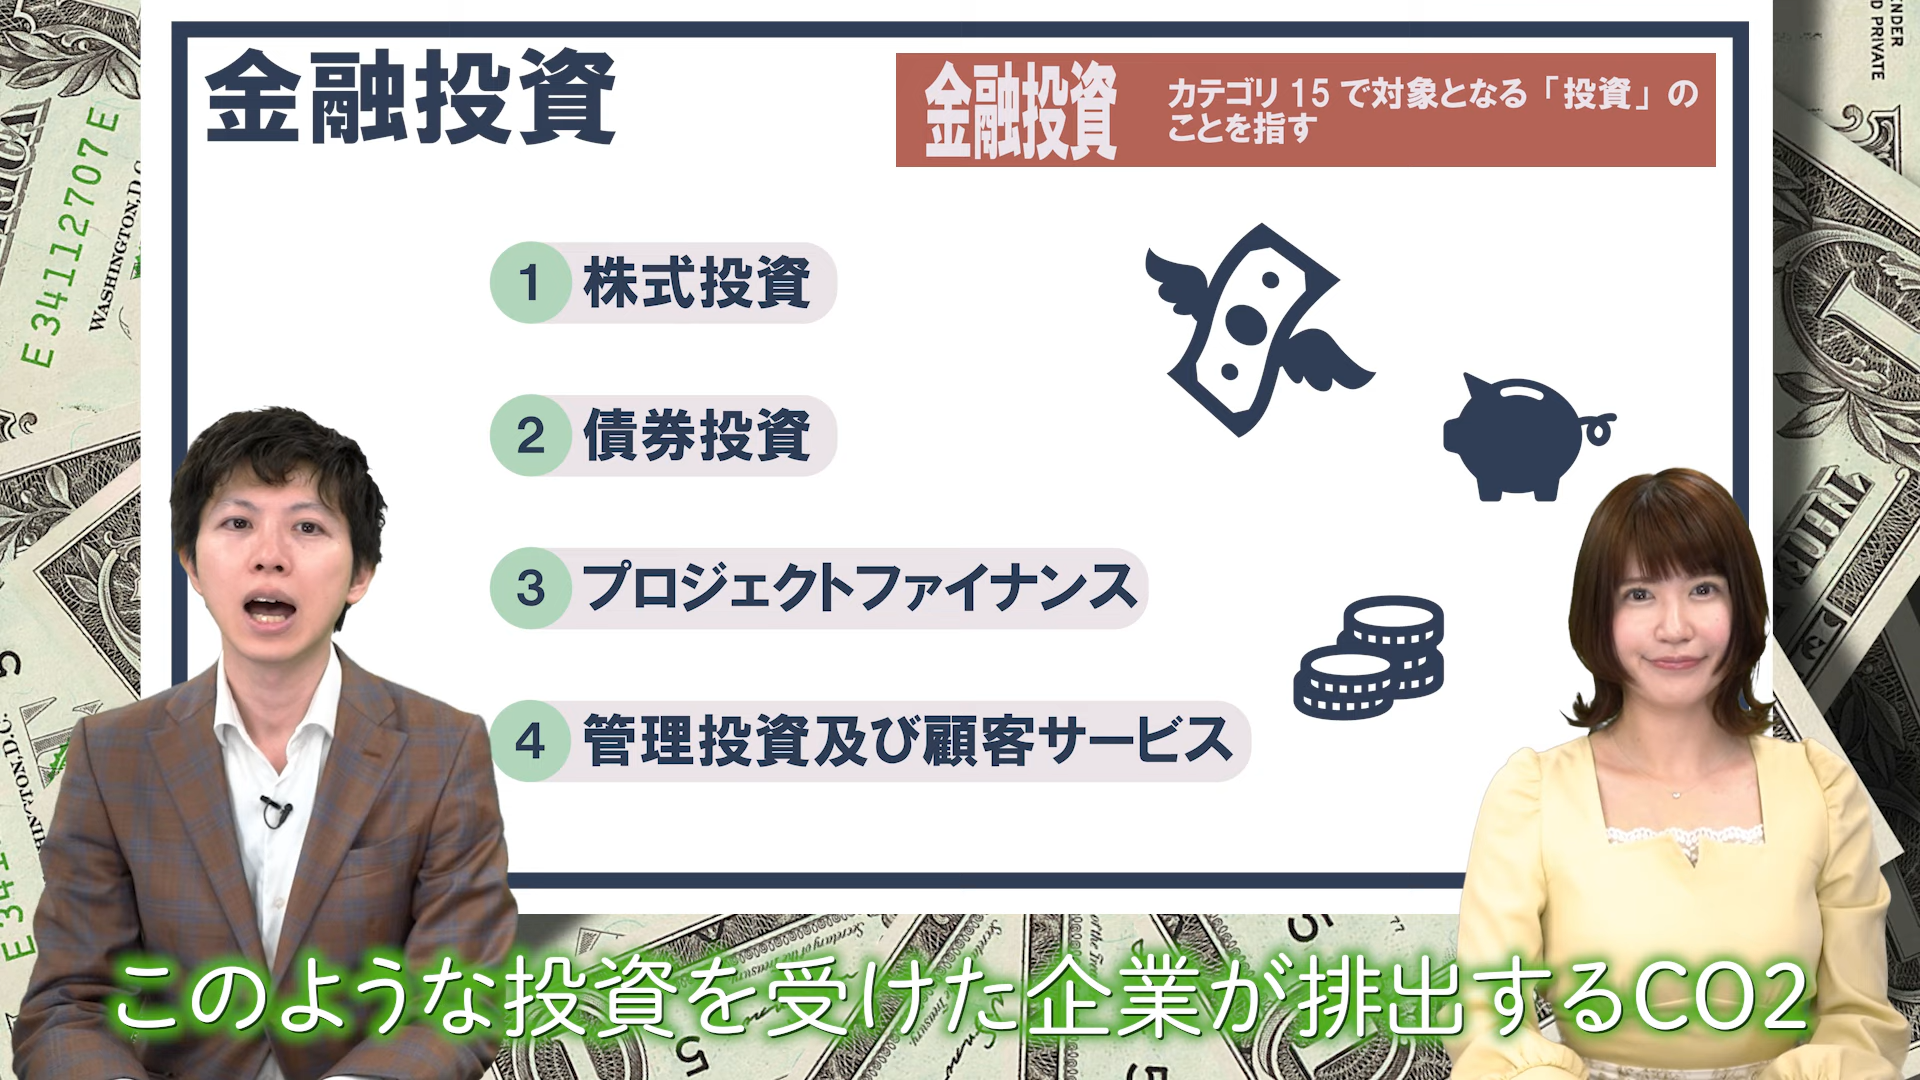 金融投資
金融投資
カテゴリ 15 で対象となる「投資」の
ことを指す
1 株式投資
2 債券投資
3 プロジェクトファイナンス
4 管理投資及び顧客サービス
このような投資を受けた企業が排出するCO2
E34112707E
WASHINGTON,D.C.
D PRIVATE